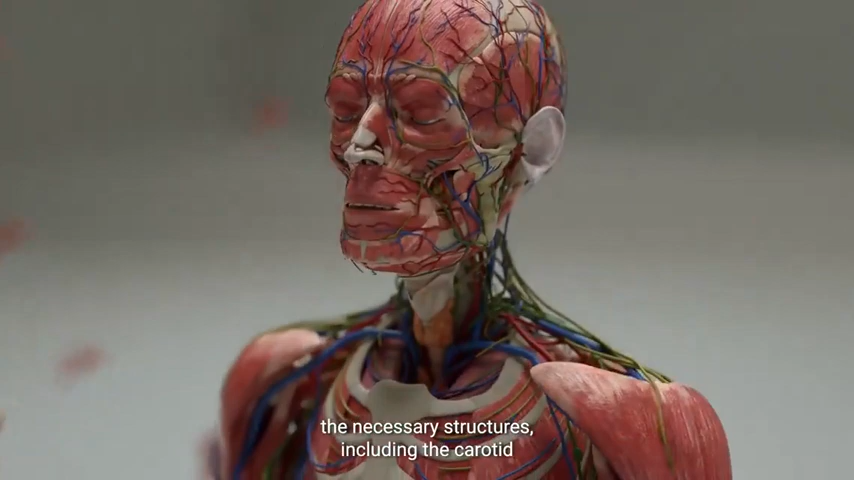 the necessary structures,
including the carotid